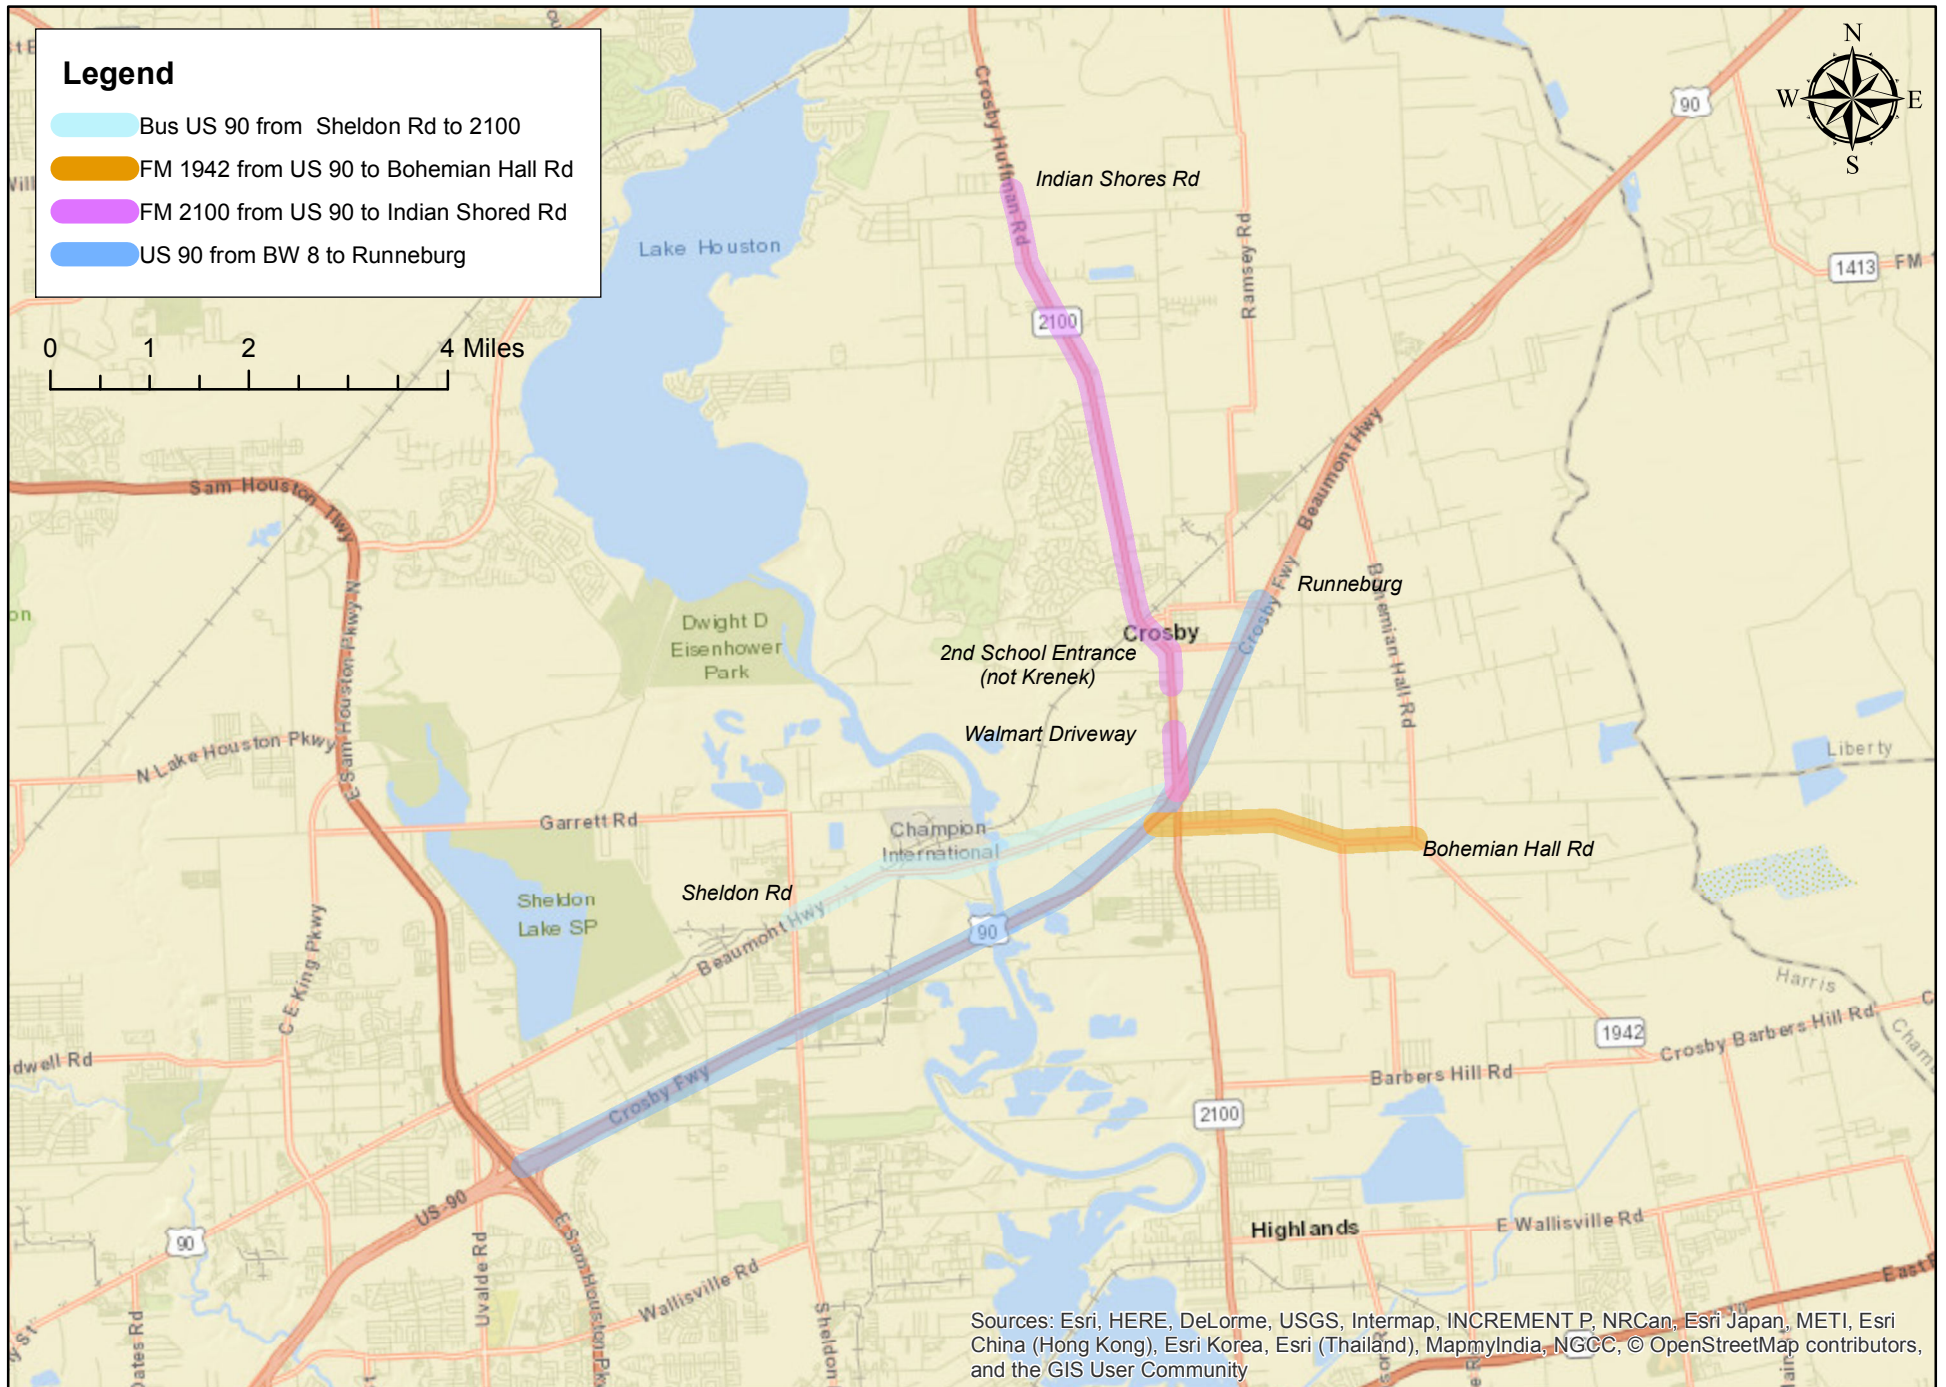 Legend
Bus US 90 from  Sheldon Rd to 2100
FM 1942 from US 90 to Bohemian Hall Rd
FM 2100 from US 90 to Indian Shored Rd
US 90 from BW 8 to Runneburg
0 1 2 4 Miles
N
W E
S
90
Crosby Huffman Rd
Indian Shores Rd
Lake Houston
Ramsey Rd
1413 FM
2100
Sam Houston Tlwy
Beaumont Hwy
Crosby Fwy
Runneburg
Bohemian Hall Rd
E Sam Houston Pkwy N
Dwight D
Eisenhower
Park
Crosby
2nd School Entrance
(not Krenek)
Walmart Driveway
N Lake Houston Pkwy
Liberty
Garrett Rd
Champion
International
Bohemian Hall Rd
Sheldon Rd
Sheldon
Lake SP
Beaumont Hwy
90
C E King Pkwy
Harris
1942
Crosby Barbers Hill Rd
Barbers Hill Rd
dwell Rd
Crosby Fwy
2100
US-90
Highlands
E Wallisville Rd
90
Uvalde Rd
E Sam Houston Pk
Wallisville Rd
Sheldon
Sources: Esri, HERE, DeLorme, USGS, Intermap, INCREMENT P, NRCan, Esri Japan, METI, Esri
China (Hong Kong), Esri Korea, Esri (Thailand), MapmyIndia, NGCC, © OpenStreetMap contributors,
and the GIS User Community